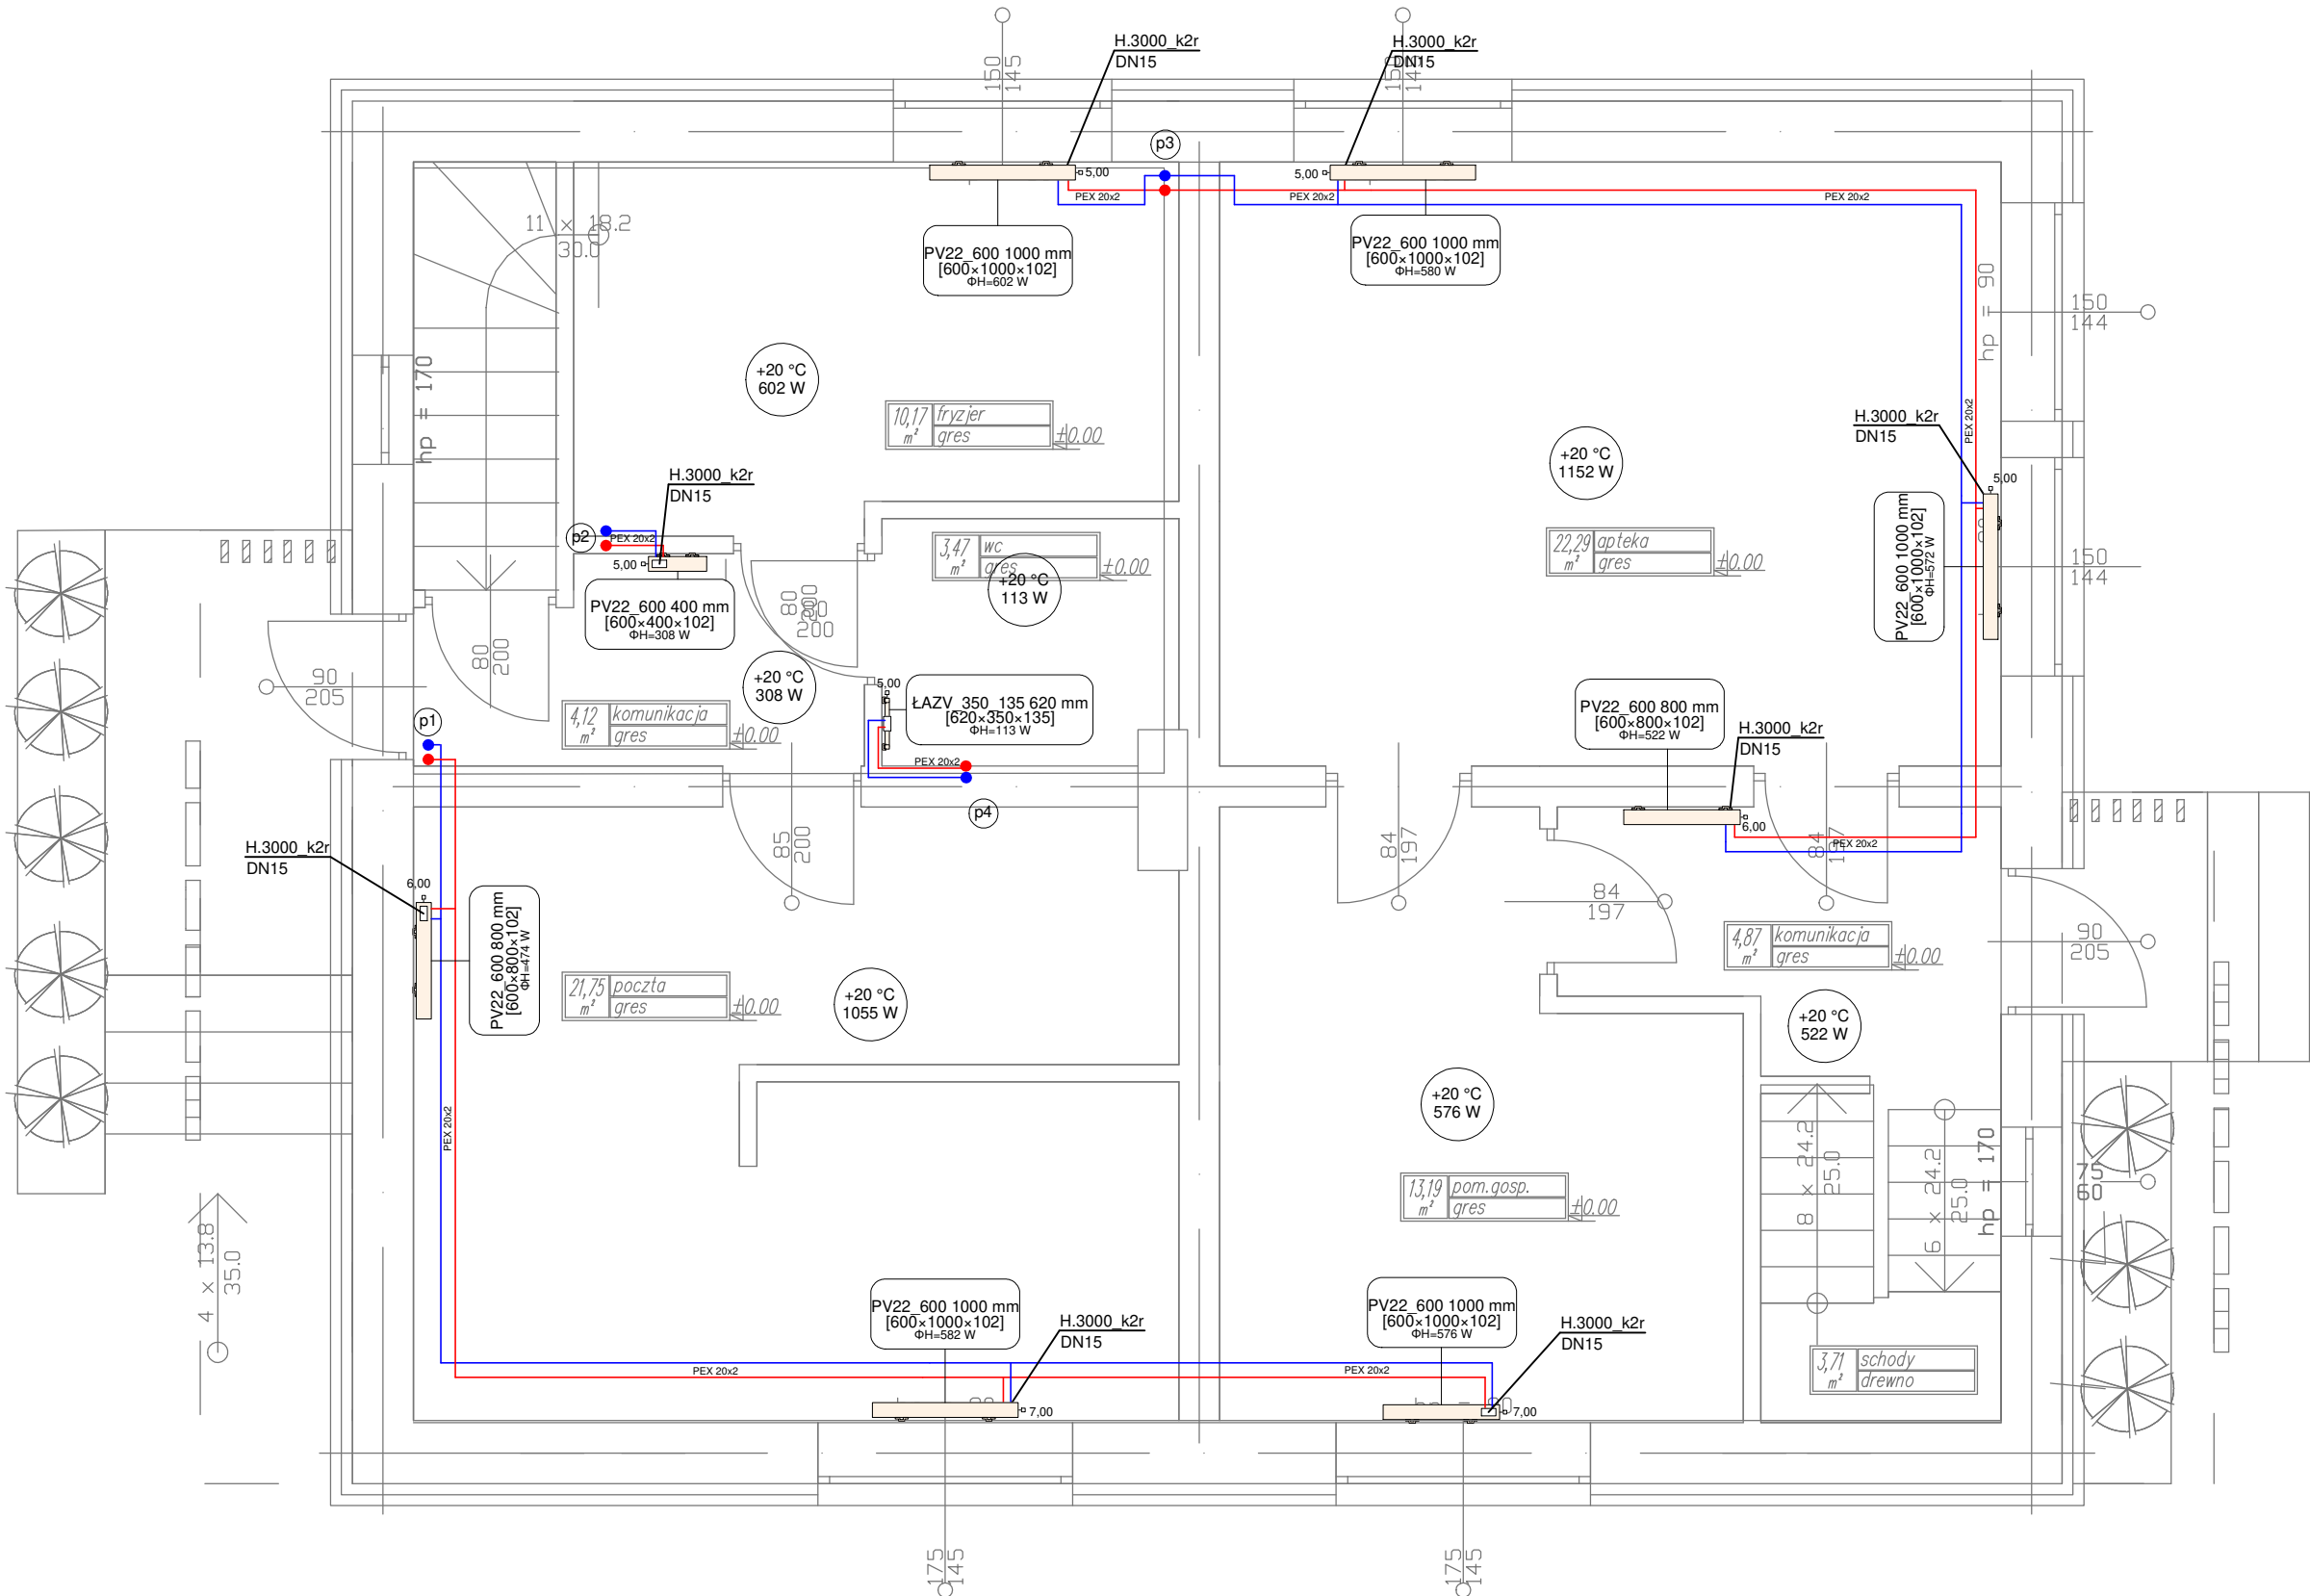 H.3000_k2r
DN15
H.3000_k2r
DN15
150
145
p3
5,00
5,00
PEX 20x2
PEX 20x2
PEX 20x2
11 x 18.2
30.0
PV22_600 1000 mm
[600×1000×102]
ΦH=602 W
PV22_600 1000 mm
[600×1000×102]
ΦH=580 W
hp = 90
150
144
hp = 170
+20 °C
602 W
10,17 fryzjer
m² gres
±0.00
PEX 20x2
H.3000_k2r
DN15
+20 °C
1152 W
H.3000_k2r
DN15
5,00
p2
PEX 20x2
5,00
3,47 wc
m² gres
±0.00
+20 °C
113 W
22,29 apteka
m² gres
±0.00
PV22_600 1000 mm
[600×1000×102]
ΦH=572 W
150
144
PV22_600 400 mm
[600×400×102]
ΦH=308 W
80
200
80
200
90
205
+20 °C
308 W
5,00
ŁAZV_350_135 620 mm
[620×350×135]
ΦH=113 W
4,12 komunikacja
m² gres
±0.00
p1
PEX 20x2
p4
PV22_600 800 mm
[600×800×102]
ΦH=522 W
H.3000_k2r
DN15
6,00
PEX 20x2
85
200
84
197
84
197
84
197
H.3000_k2r
DN15
6,00
PV22_600 800 mm
[600×800×102]
ΦH=474 W
4,87 komunikacja
m² gres
±0.00
90
205
21,75 poczta
m² gres
±0.00
+20 °C
1055 W
+20 °C
522 W
+20 °C
576 W
PEX 20x2
13,19 pom.gosp.
m² gres
±0.00
8 x 24.2
25.0
6 x 24.2
25.0
hp = 170
75
60
4 x 13.8
35.0
PV22_600 1000 mm
[600×1000×102]
ΦH=582 W
H.3000_k2r
DN15
PV22_600 1000 mm
[600×1000×102]
ΦH=576 W
H.3000_k2r
DN15
PEX 20x2
PEX 20x2
7,00
7,00
3,71 schody
m² drewno
175
145
175
145